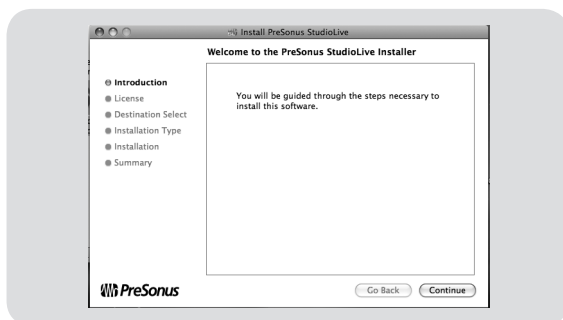 Install PreSonus StudioLive
Welcome to the PreSonus StudioLive Installer
Introduction
License
Destination Select
Installation Type
Installation
Summary
You will be guided through the steps necessary to
install this software.
PreSonus
Go Back
Continue